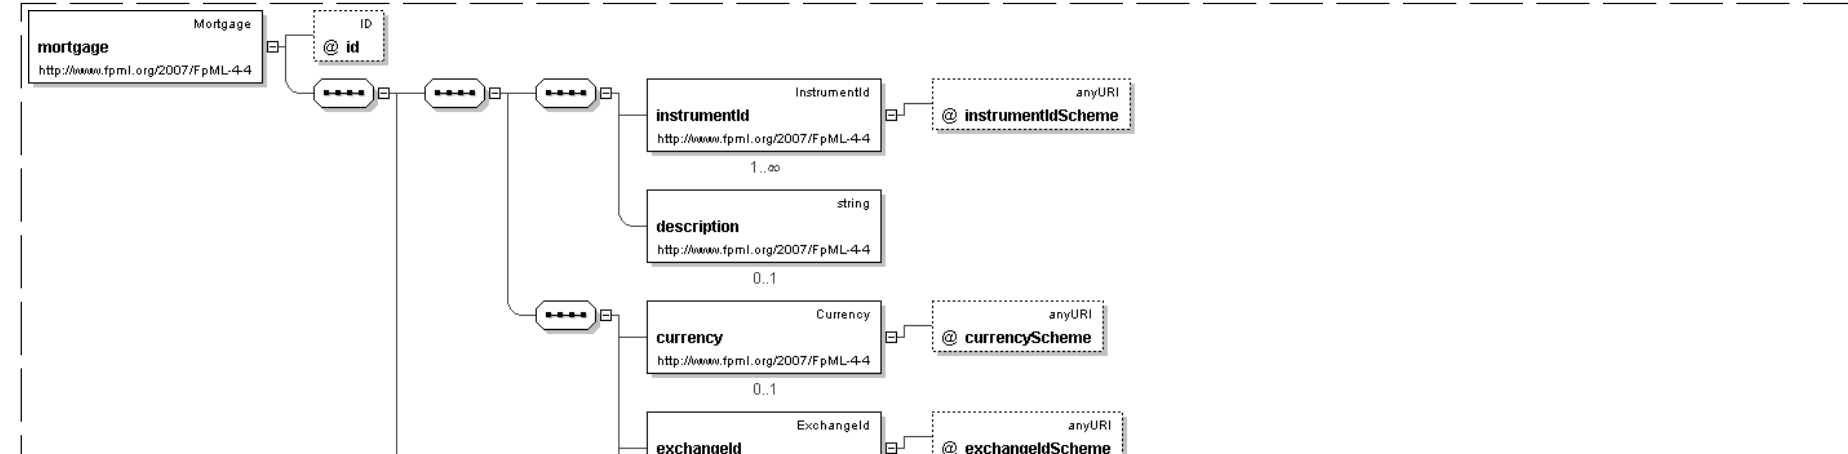 Mortgage
mortgage
http://www.fpml.org/2007/FpML-4-4
ID
@ id
InstrumentId
instrumentId
http://www.fpml.org/2007/FpML-4-4
1..∞
anyURI
@ instrumentIdScheme
string
description
http://www.fpml.org/2007/FpML-4-4
0..1
Currency
currency
http://www.fpml.org/2007/FpML-4-4
0..1
anyURI
@ currencyScheme
ExchangeId
exchangeId
anyURI
@ exchangeIdScheme